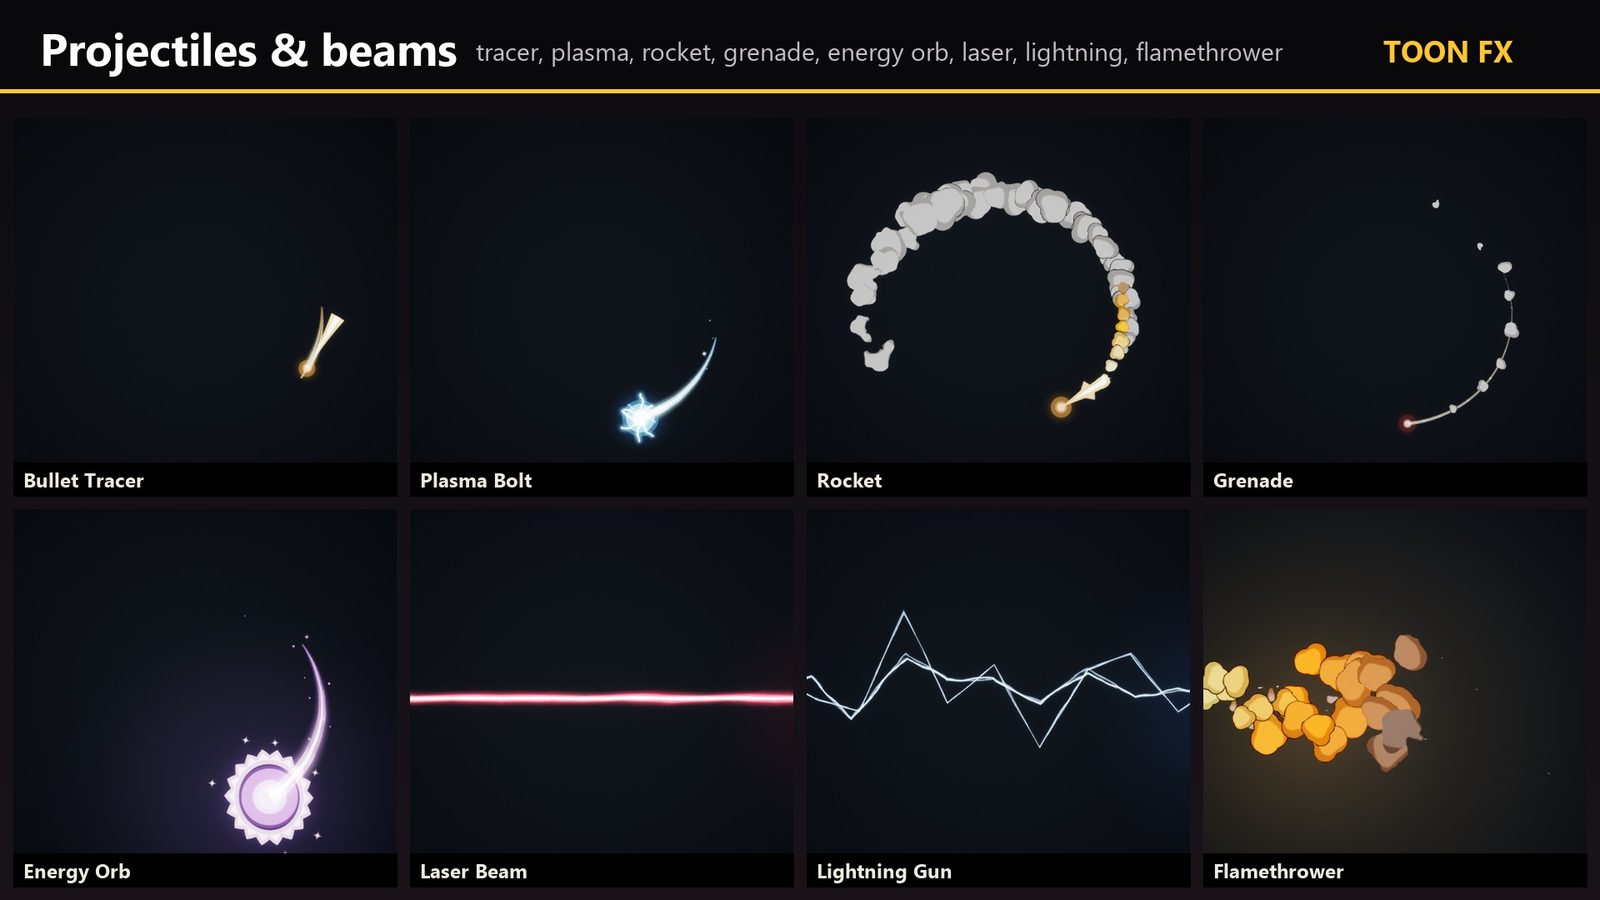 Projectiles & beams tracer, plasma, rocket, grenade, energy orb, laser, lightning, flamethrower TOON FX
Bullet Tracer
Plasma Bolt
Rocket
Grenade
Energy Orb
Laser Beam
Lightning Gun
Flamethrower